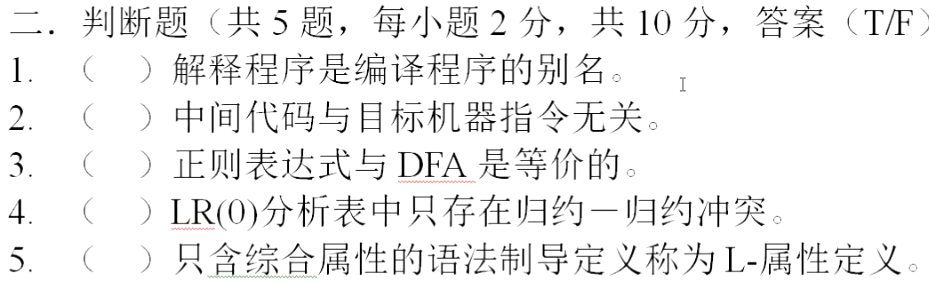 二．判断题（共 5 题，每小题 2 分，共 10 分，答案（T/F）
1. （ ）解释程序是编译程序的别名。
2. （ ）中间代码与目标机器指令无关。
3. （ ）正则表达式与 DFA 是等价的。
4. （ ）LR(0)分析表中只存在归约－归约冲突。
5. （ ）只含综合属性的语法制导定义称为 L-属性定义。